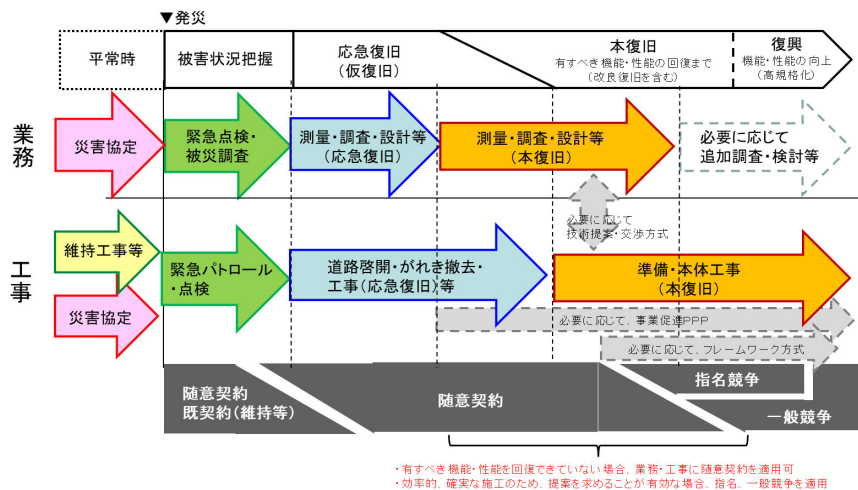 ▼発災
平常時
被害状況把握
応急復旧
(仮復旧)
本復旧
有すべき機能・性能の回復まで
(改良復旧を含む)
復興
機能・性能の向上
(高規格化)
業務
災害協定
緊急点検・
被災調査
測量・調査・設計等
(応急復旧)
測量・調査・設計等
(本復旧)
必要に応じて
追加調査・検討等
必要に応じて
技術提案・交渉方式
工事
維持工事等
災害協定
緊急パトロール
・点検
道路啓開・がれき撤去・
工事(応急復旧)等
準備・本体工事
(本復旧)
必要に応じて、事業促進PPP
必要に応じて、フレームワーク方式
随意契約
既契約(維持等)
随意契約
指名競争
一般競争
・有すべき機能・性能を回復できていない場合、業務・工事に随意契約を適用可
・効率的、確実な施工のため、提案を求めることが有効な場合、指名、一般競争を適用